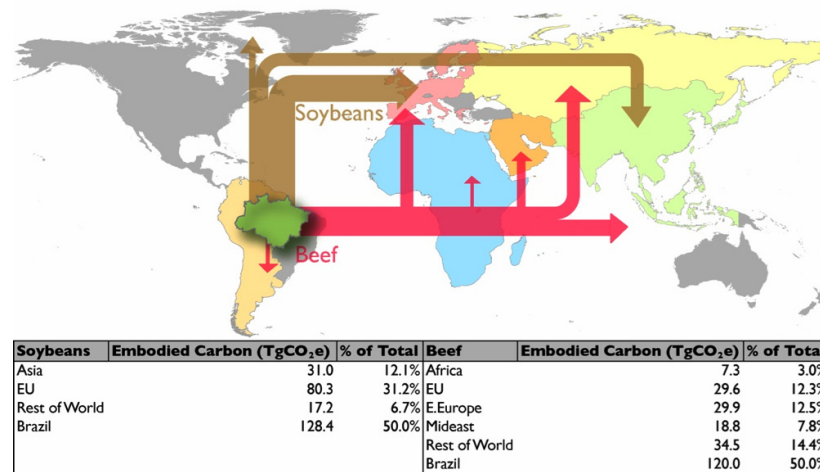 Soybeans
Beef
Soybeans Embodied Carbon (TgCO₂e) % of Total Beef Embodied Carbon (TgCO₂e) % of Total
Asia 31.0 12.1% Africa 7.3 3.0%
EU 80.3 31.2% EU 29.6 12.3%
Rest of World 17.2 6.7% E.Europe 29.9 12.5%
Brazil 128.4 50.0% Mideast 18.8 7.8%
Rest of World 34.5 14.4%
Brazil 120.0 50.0%